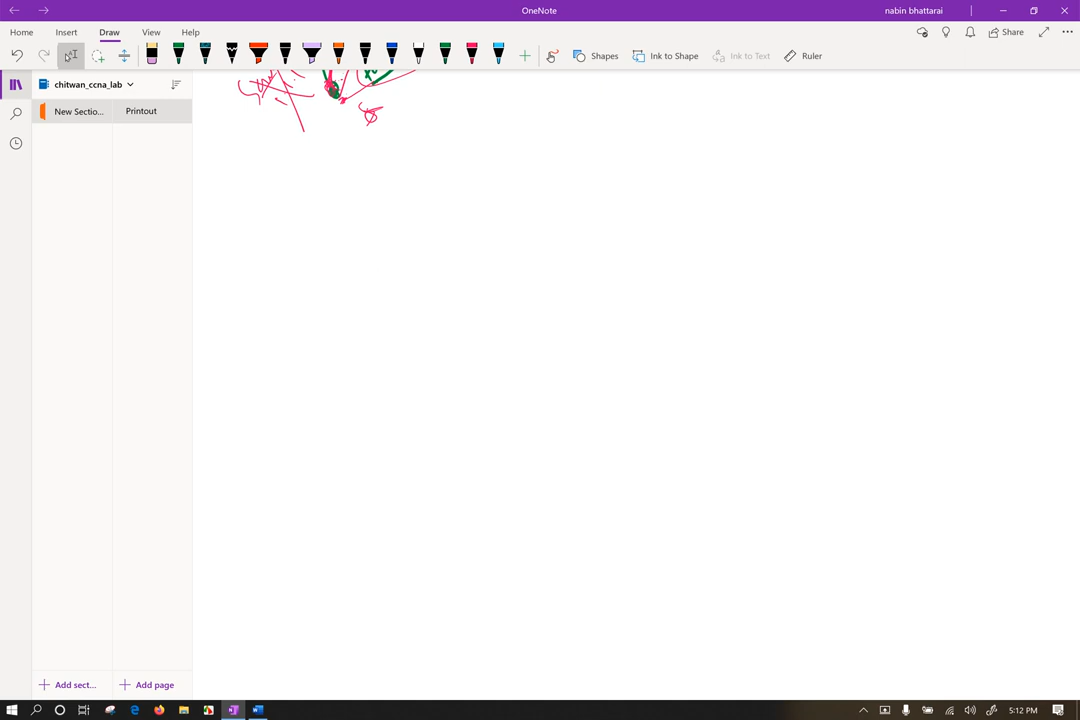 OneNote
nabin bhattarai
Home
Insert
Draw
View
Help
Share
Shapes
Ink to Shape
Ink to Text
Ruler
chitwan_ccna_lab
New Sectio...
Printout
Add sect...
Add page
5:12 PM